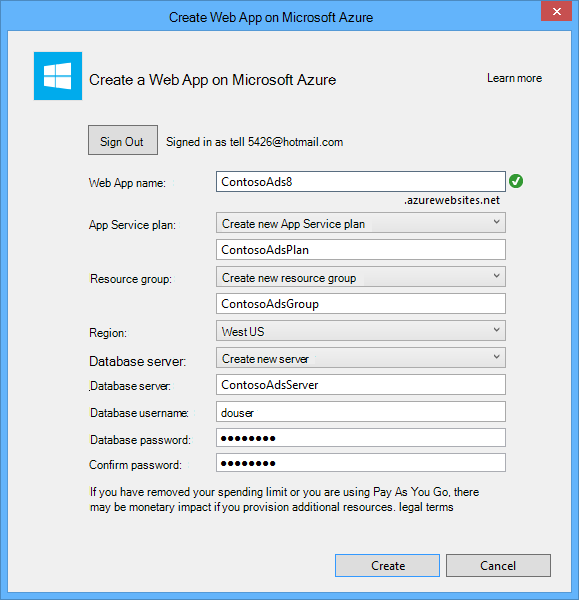 Create Web App on Microsoft Azure
Create a Web App on Microsoft Azure
Learn more
Sign Out
Signed in as tell 5426@hotmail.com
Web App name:
ContosoAds8
.azurewebsites.net
App Service plan:
Create new App Service plan
ContosoAdsPlan
Resource group:
Create new resource group
ContosoAdsGroup
Region:
West US
Database server:
Create new server
Database server:
ContosoAdsServer
Database username:
douser
Database password:
●●●●●●●●
Confirm password:
●●●●●●●●
If you have removed your spending limit or you are using Pay As You Go, there
may be monetary impact if you provision additional resources. legal terms
Create
Cancel